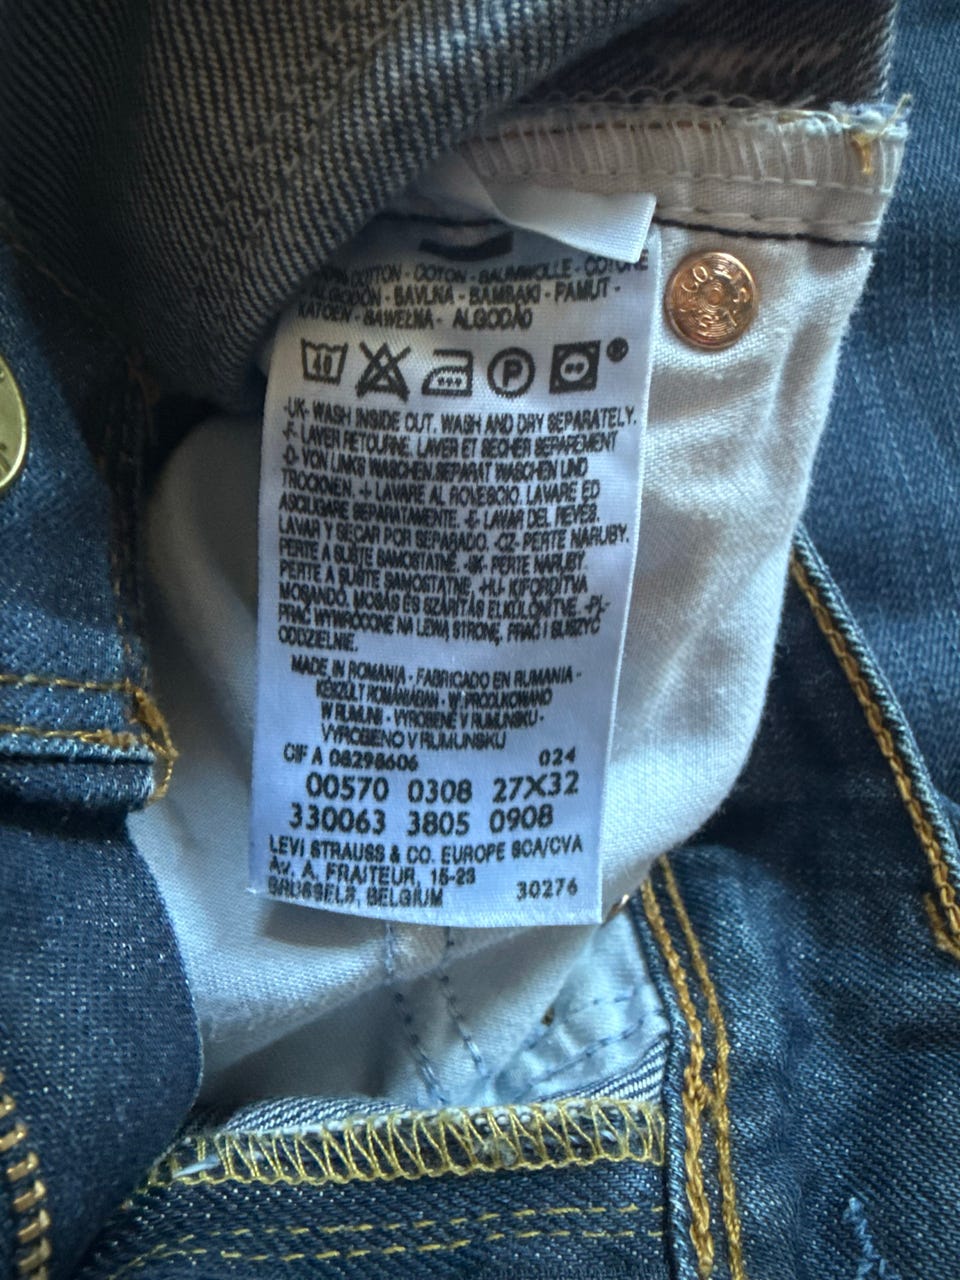 COTTON - COTON - BAUMWOLLE - COTONE
- BAVLNA - BAMBAKI - PAMUT -
KATOEN - BAWEŁNA - ALGODÃO
40 P
-UK- WASH INSIDE OUT. WASH AND DRY SEPARATELY.
-F- LAVER RETOURNE. LAVER ET SECHER SEPAREMENT
-D- VON LINKS WASCHEN.SEPARAT WASCHEN UND
TROCKNEN. -I- LAVARE AL ROVESCIO. LAVARE ED
ASCIUGARE SEPARATAMENTE. -E- LAVAR DEL REVÉS.
LAVAR Y SECAR POR SEPARADO. -CZ- PERTE NARUBY.
PERTE A SUŠTE SAMOSTATNE. -SK- PERTE NARUBY.
PERTE A SUŠTE SAMOSTATNE. -HU- KIFORDÍTVA
MOSANDÓ. MOSÁS ÉS SZÁRÍTÁS ELKÜLÖNÍTVE. -PL-
PRAĆ WYWRÓCONE NA LEWĄ STRONĘ. PRAĆ I SUSZYĆ
ODDZIELNIE.
MADE IN ROMANIA - FABRICADO EN RUMANIA -
KÉSZÜLT ROMÁNIÁBAN - W PRODUKOWANO
W RUMUNII - VYROBENÉ V RUMUNSKU -
VYROBENO V RUMUNSKU
CIF A 08298606 024
00570 0308 27X32
330063 3805 0908
LEVI STRAUSS & CO. EUROPE SCA/CVA
Av. A. FRAITEUR, 15-23
BRUSSELS, BELGIUM 30276